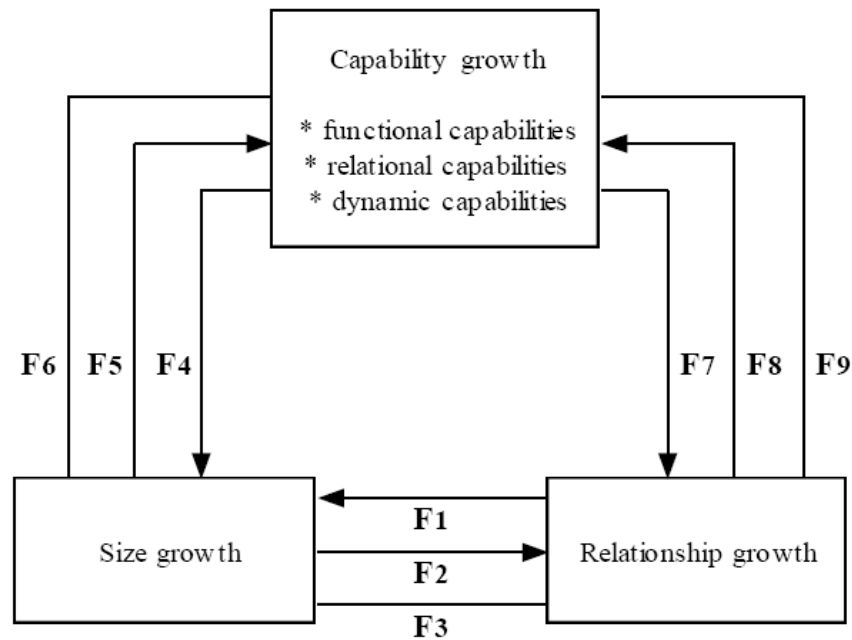 Capability growth
* functional capabilities
* relational capabilities
* dynamic capabilities
F6 F5 F4 F7 F8 F9
Size growth
F1
F2
F3
Relationship growth